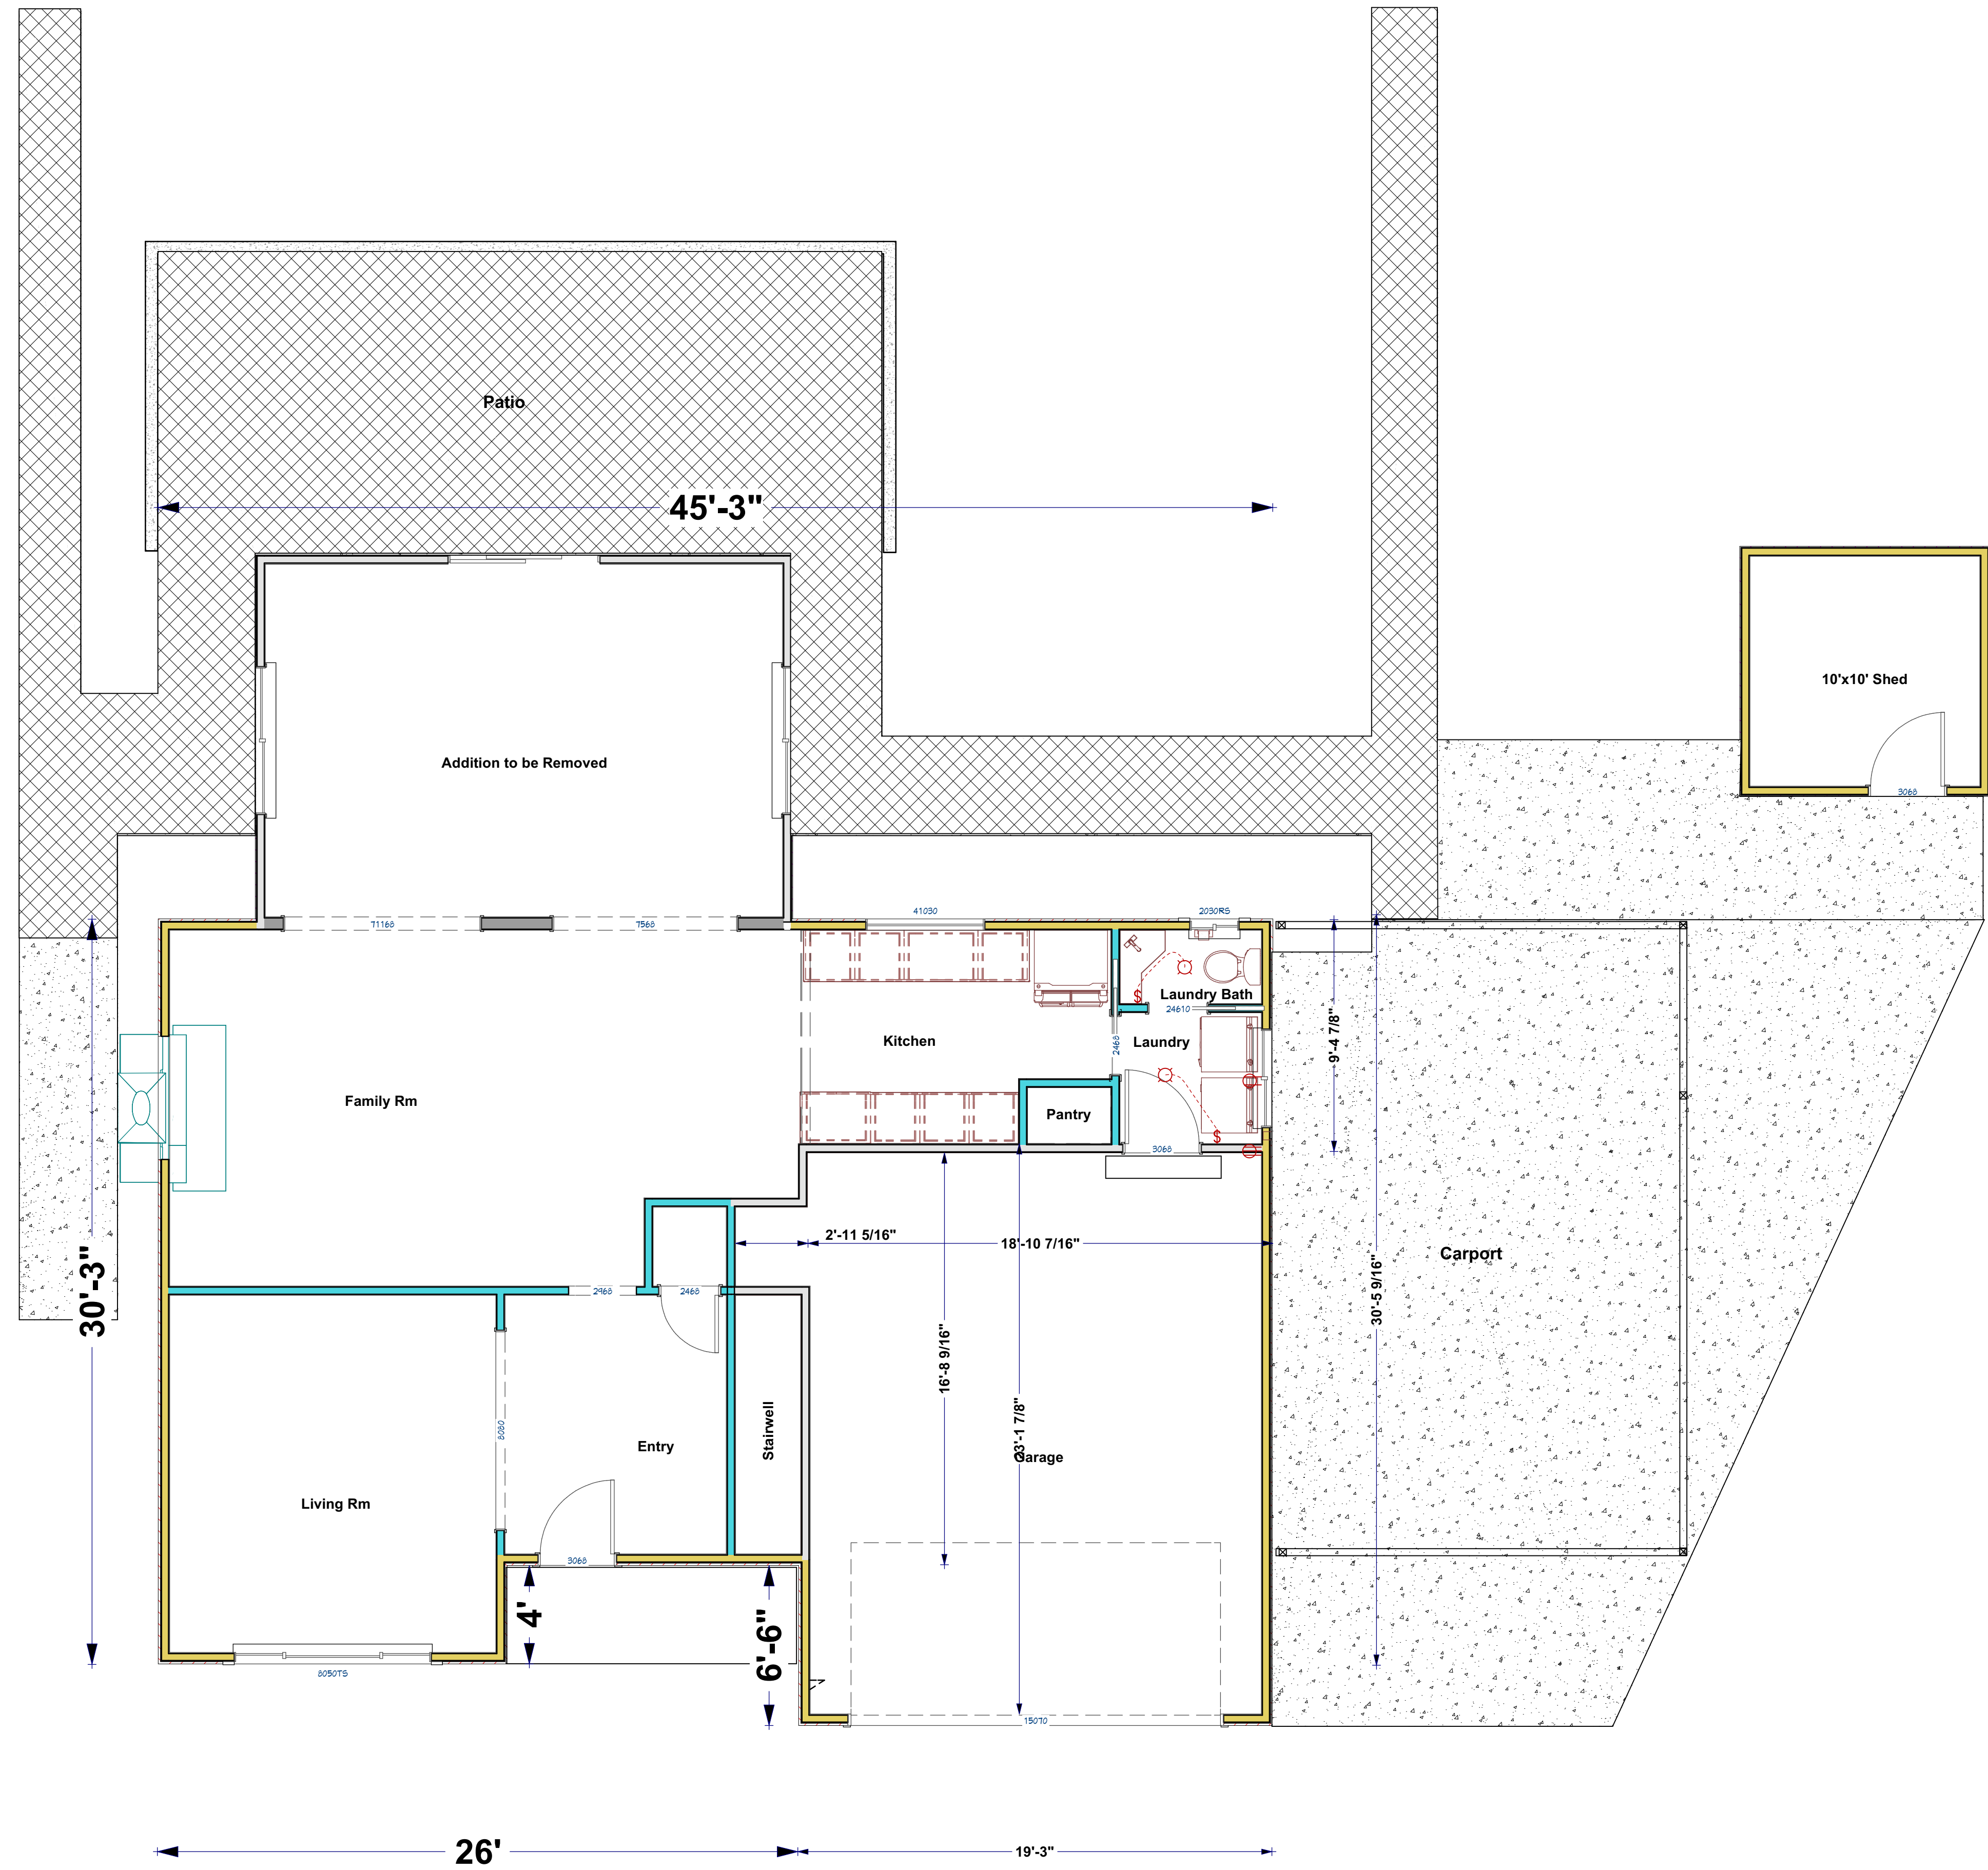 Patio
45'-3"
10'x10' Shed
Addition to be Removed
3068
71168
7568
41030
2030RS
Laundry Bath
24610
Kitchen
Laundry
2468
9'-4 7/8"
Family Rm
Pantry
3068
2'-11 5/16"
18'-10 7/16"
Carport
30'-3"
30'-5 9/16"
2968
2468
16'-8 9/16"
23'-1 7/8"
8080
Entry
Stairwell
Garage
Living Rm
3068
4'
6'-6"
8050TS
15070
26'
19'-3"